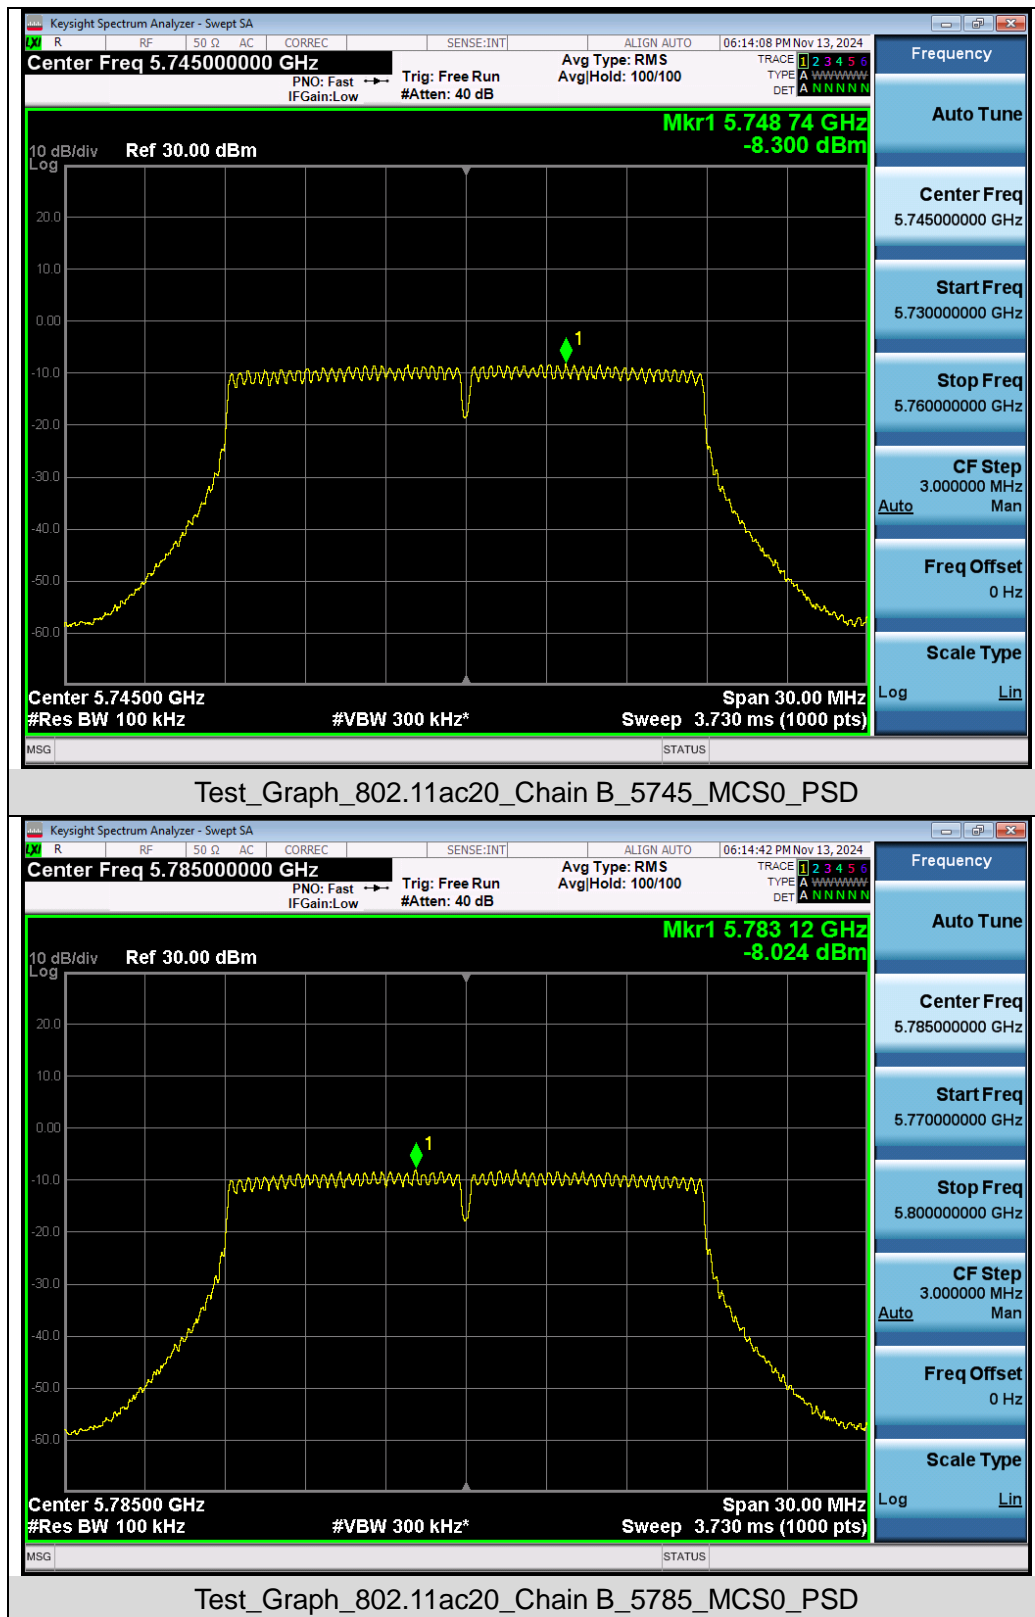 Keysight Spectrum Analyzer - Swept SA
LXI R RF 50 Ω AC CORREC SENSE:INT ALIGN AUTO 06:14:08 PM Nov 13, 2024
Center Freq 5.745000000 GHz
PNO: Fast
IFGain:Low
Trig: Free Run
#Atten: 40 dB
Avg Type: RMS
Avg|Hold: 100/100
TRACE 1 2 3 4 5 6
TYPE A WWWWW
DET A N N N N N
Mkr1 5.748 74 GHz
-8.300 dBm
10 dB/div Ref 30.00 dBm
Log
20.0
10.0
0.00
-10.0
-20.0
-30.0
-40.0
-50.0
-60.0
1
Center 5.74500 GHz Span 30.00 MHz
#Res BW 100 kHz #VBW 300 kHz* Sweep 3.730 ms (1000 pts)
MSG STATUS
Frequency
Auto Tune
Center Freq
5.745000000 GHz
Start Freq
5.730000000 GHz
Stop Freq
5.760000000 GHz
CF Step
3.000000 MHz
Auto Man
Freq Offset
0 Hz
Scale Type
Log Lin
Test_Graph_802.11ac20_Chain B_5745_MCS0_PSD
Keysight Spectrum Analyzer - Swept SA
LXI R RF 50 Ω AC CORREC SENSE:INT ALIGN AUTO 06:14:42 PM Nov 13, 2024
Center Freq 5.785000000 GHz
PNO: Fast
IFGain:Low
Trig: Free Run
#Atten: 40 dB
Avg Type: RMS
Avg|Hold: 100/100
TRACE 1 2 3 4 5 6
TYPE A WWWWW
DET A N N N N N
Mkr1 5.783 12 GHz
-8.024 dBm
10 dB/div Ref 30.00 dBm
Log
20.0
10.0
0.00
-10.0
-20.0
-30.0
-40.0
-50.0
-60.0
1
Center 5.78500 GHz Span 30.00 MHz
#Res BW 100 kHz #VBW 300 kHz* Sweep 3.730 ms (1000 pts)
MSG STATUS
Frequency
Auto Tune
Center Freq
5.785000000 GHz
Start Freq
5.770000000 GHz
Stop Freq
5.800000000 GHz
CF Step
3.000000 MHz
Auto Man
Freq Offset
0 Hz
Scale Type
Log Lin
Test_Graph_802.11ac20_Chain B_5785_MCS0_PSD